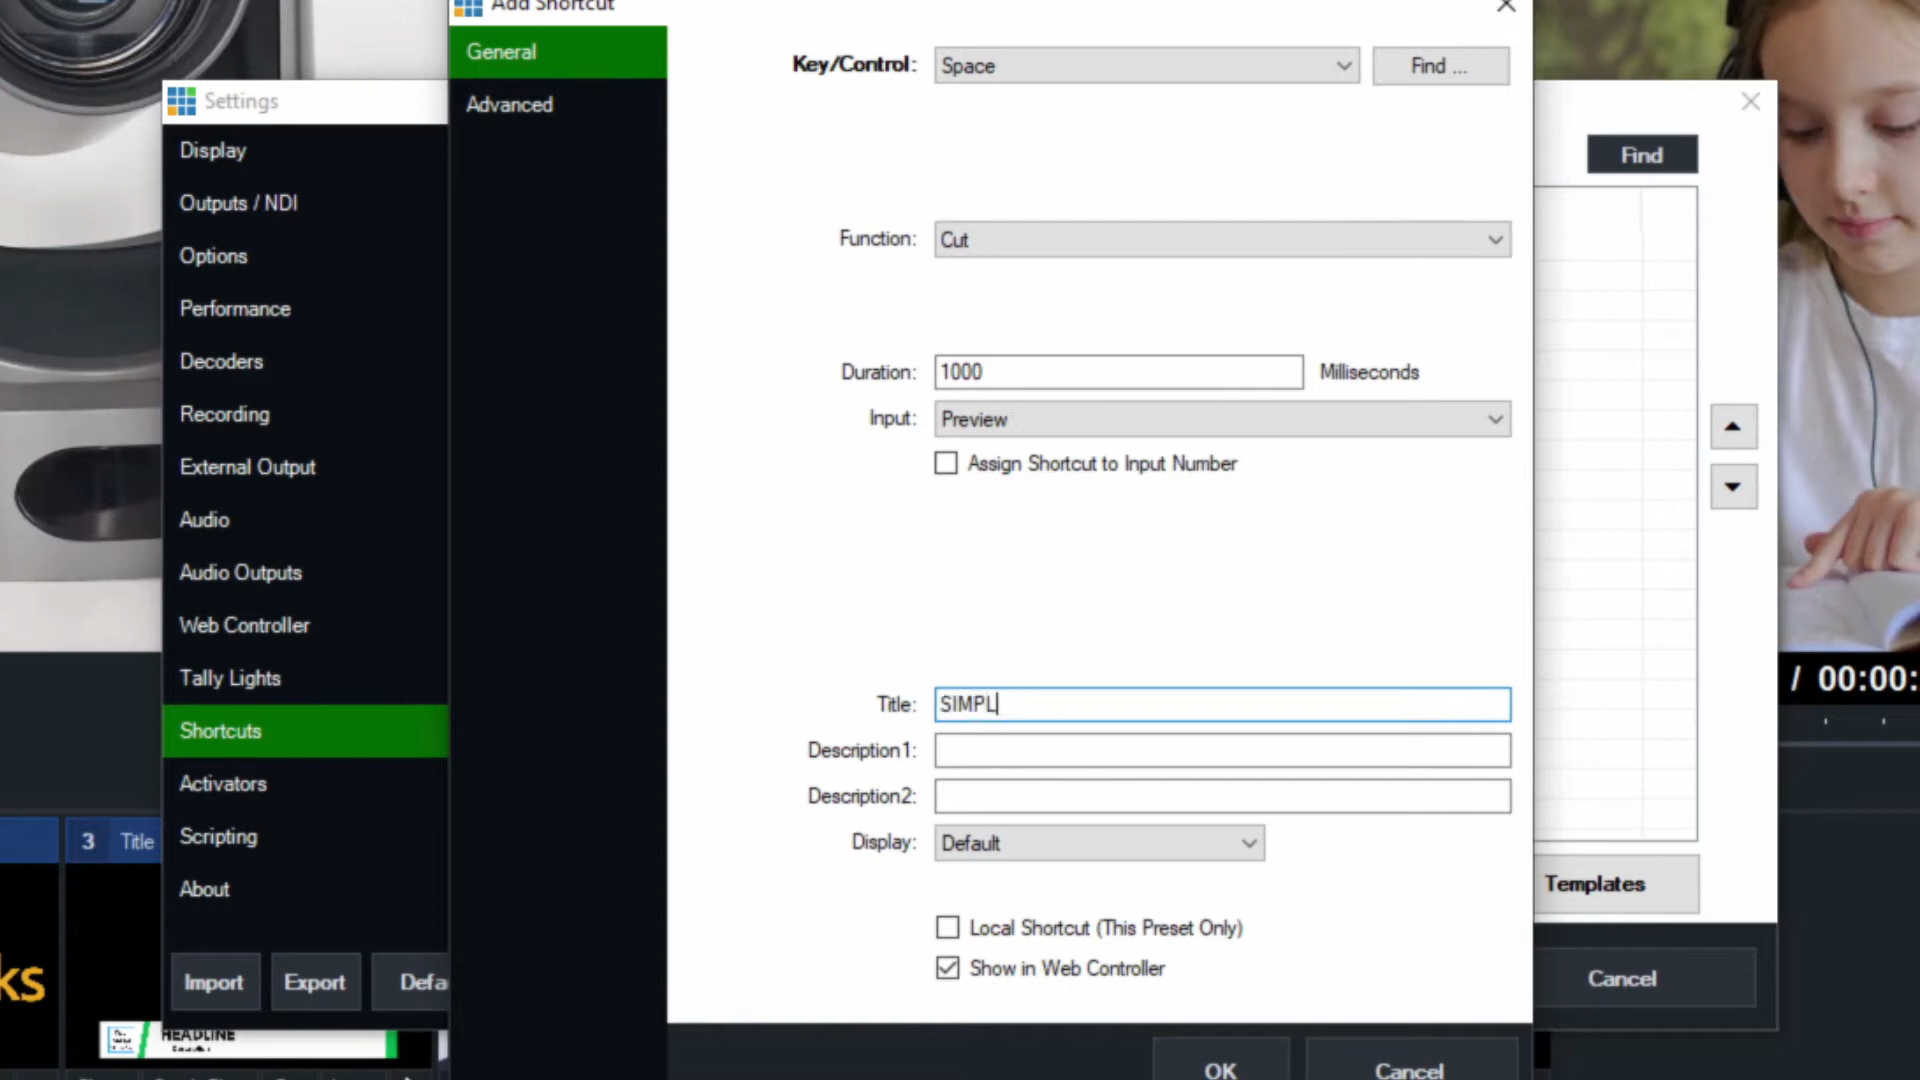 Add Shortcut
General
Advanced
Key/Control:
Space
Find ...
Function:
Cut
Duration:
1000
Milliseconds
Input:
Preview
Assign Shortcut to Input Number
Title:
SIMPL
Description1:
Description2:
Display:
Default
Local Shortcut (This Preset Only)
Show in Web Controller
OK
Cancel
Settings
Display
Outputs / NDI
Options
Performance
Decoders
Recording
External Output
Audio
Audio Outputs
Web Controller
Tally Lights
Shortcuts
Activators
Scripting
About
Import
Export
Defa
Find
Templates
Cancel
/ 00:00:
3 Title
ks
HEADLINE